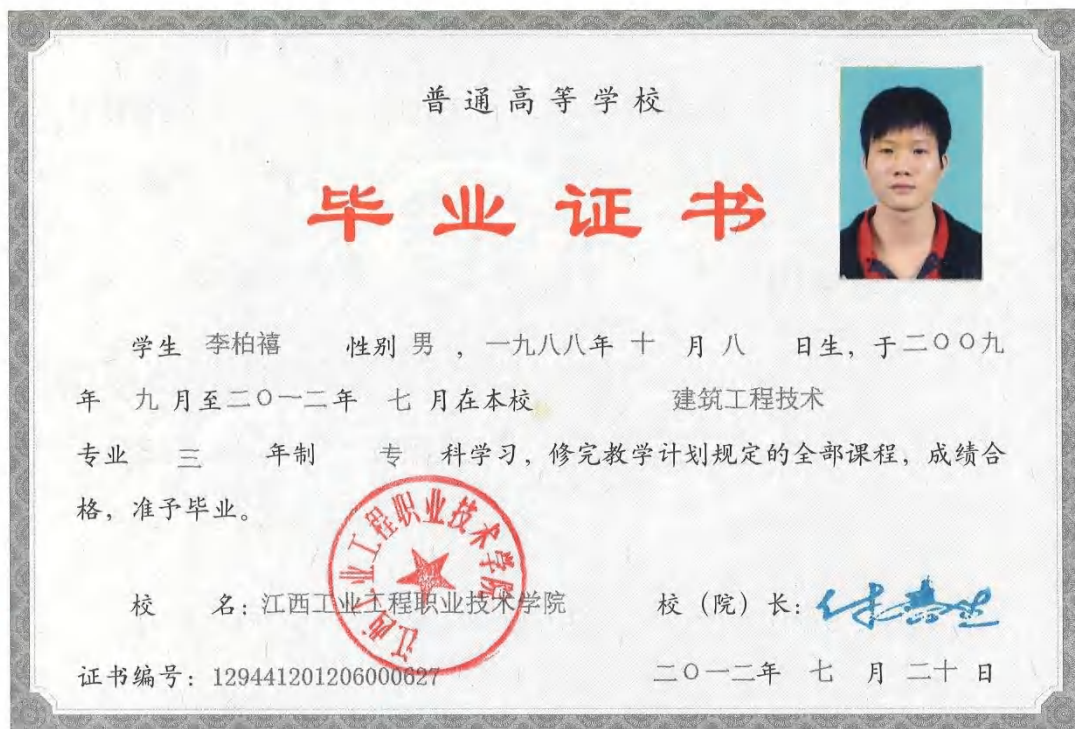 普通高等学校
毕业证书
学生 李柏禧 性别 男 ，一九八八年 十 月 八 日生，于二〇〇九
年 九 月至二〇一二年 七 月在本校 建筑工程技术
专业 三 年制 专 科学习，修完教学计划规定的全部课程，成绩合
格，准予毕业。
江西工业工程职业技术学院
校 名：江西工业工程职业技术学院 校（院）长：
证书编号：129441201206000627 二〇一二年 七 月 二十 日